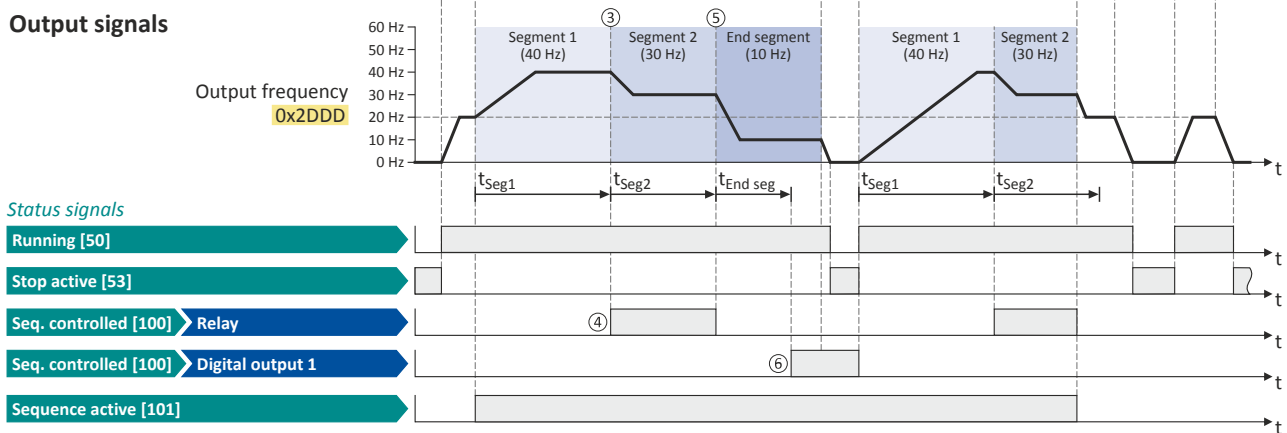 Output signals
③
⑤
60 Hz
50 Hz
40 Hz
30 Hz
20 Hz
10 Hz
0 Hz
Output frequency
0x2DDD
Segment 1
(40 Hz)
Segment 2
(30 Hz)
End segment
(10 Hz)
Segment 1
(40 Hz)
Segment 2
(30 Hz)
t
tSeg1
tSeg2
tEnd seg
tSeg1
tSeg2
Status signals
Running [50]
t
Stop active [53]
t
Seq. controlled [100]
Relay
④
t
Seq. controlled [100]
Digital output 1
⑥
t
Sequence active [101]
t